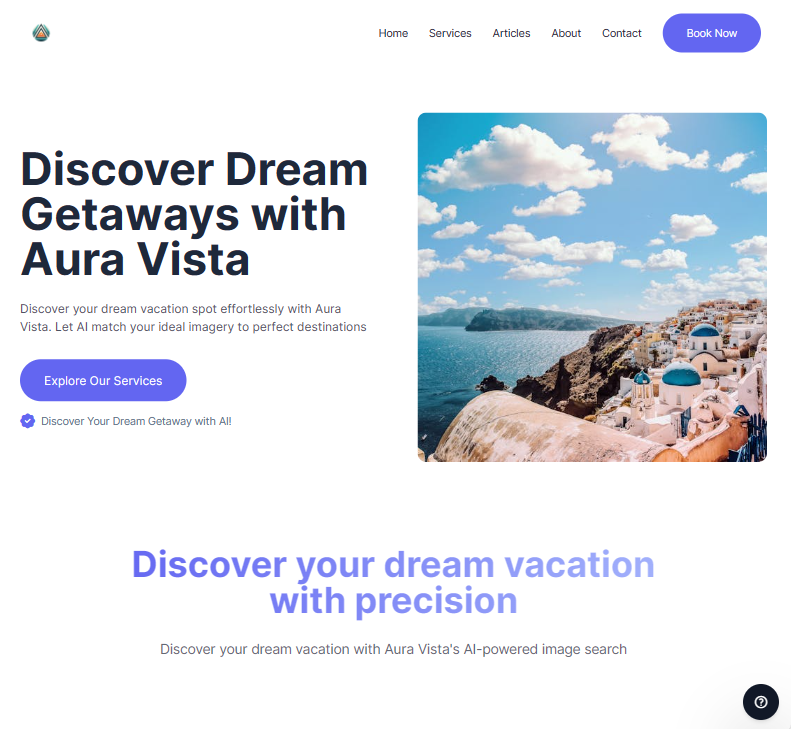 Home Services Articles About Contact Book Now
Discover Dream
Getaways with
Aura Vista
Discover your dream vacation spot effortlessly with Aura
Vista. Let AI match your ideal imagery to perfect destinations
Explore Our Services
Discover Your Dream Getaway with AI!
Discover your dream vacation
with precision
Discover your dream vacation with Aura Vista's AI-powered image search